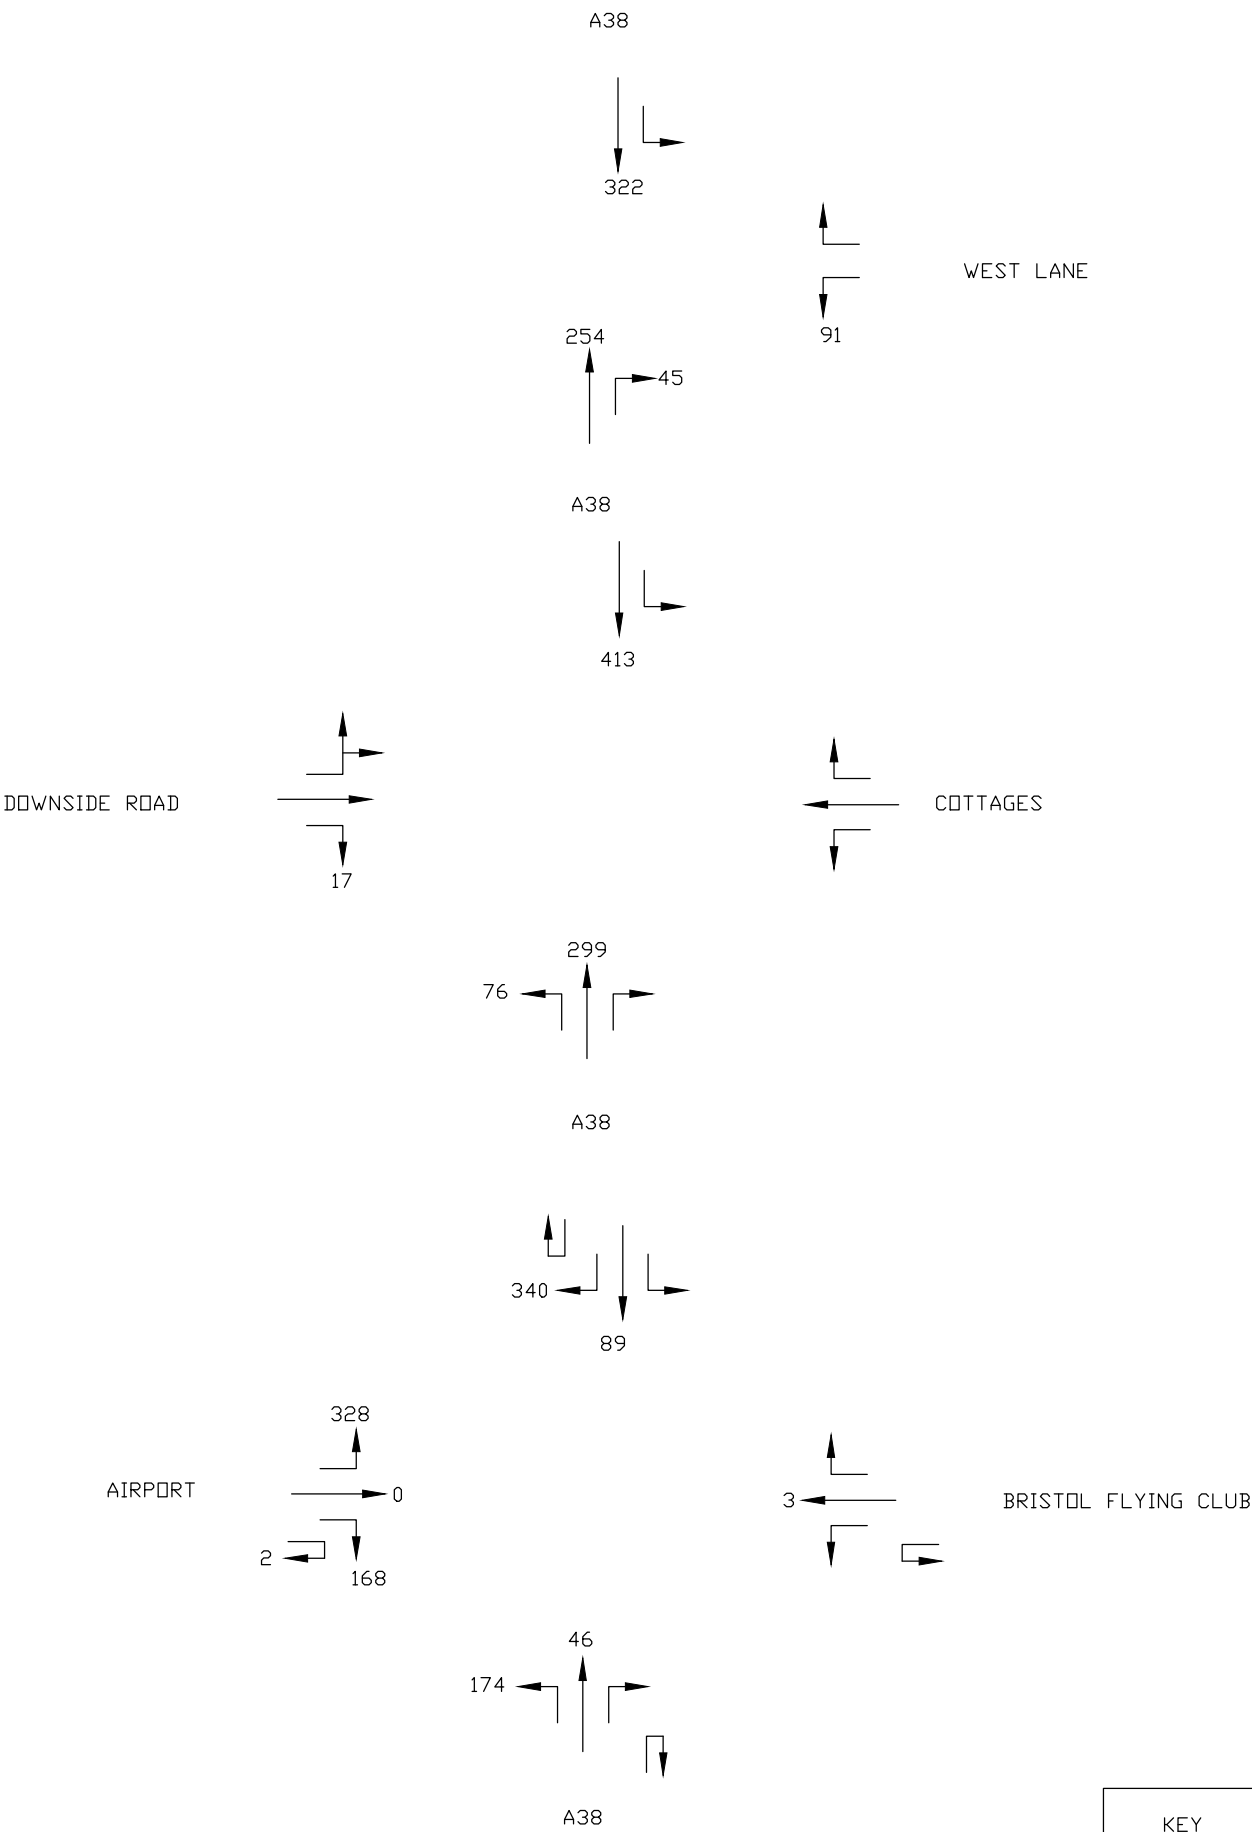 A38
322
WEST LANE
91
254
45
A38
413
DOWNSIDE ROAD
COTTAGES
17
299
76
A38
340
89
328
AIRPORT
0
3
BRISTOL FLYING CLUB
2
168
46
174
A38
KEY